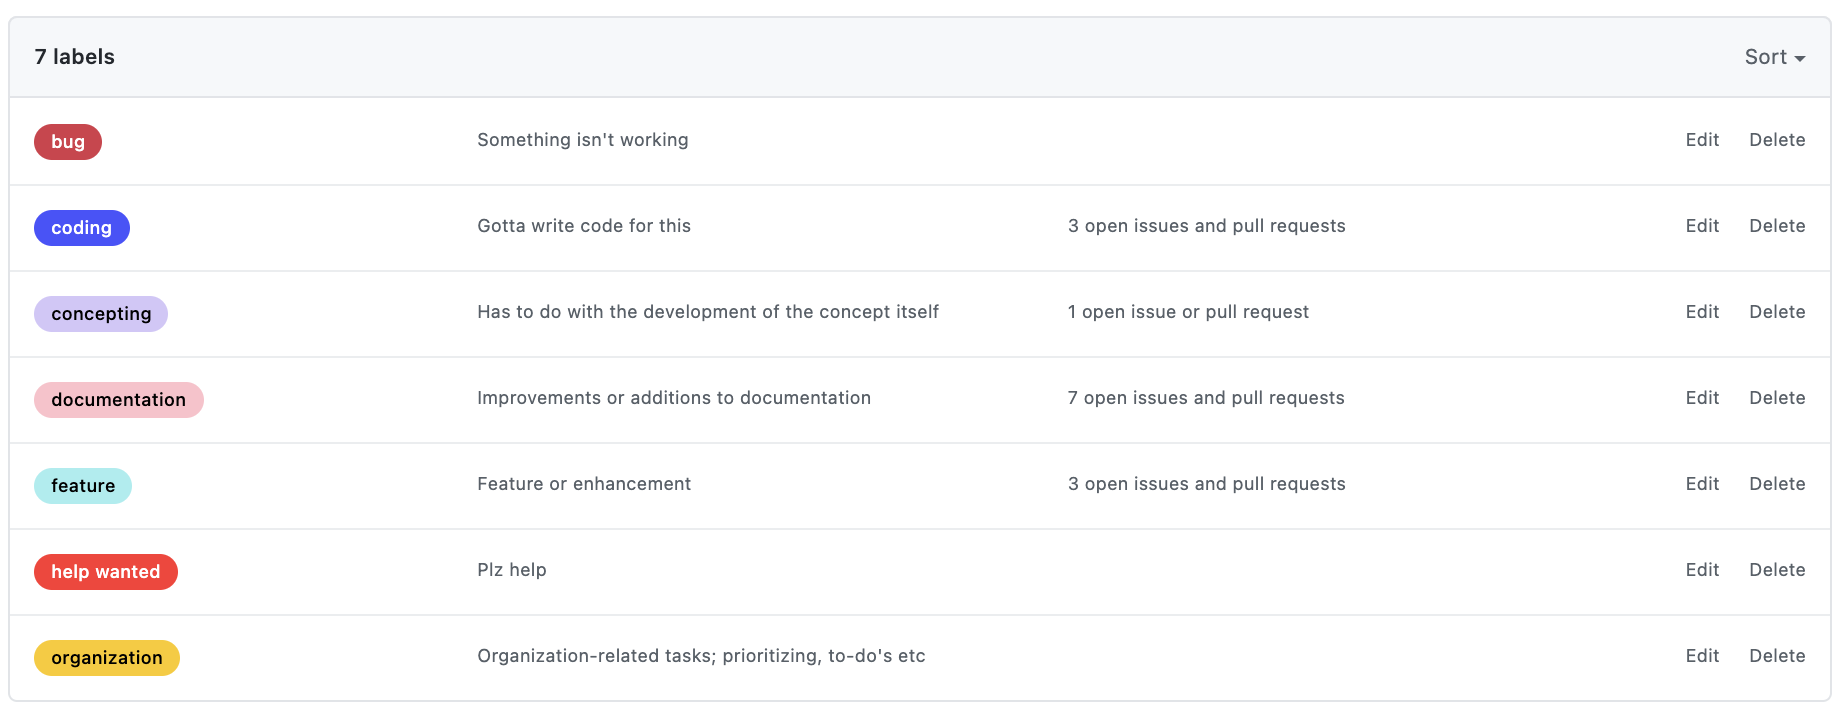 7 labels Sort
bug Something isn't working Edit Delete
coding Gotta write code for this 3 open issues and pull requests Edit Delete
concepting Has to do with the development of the concept itself 1 open issue or pull request Edit Delete
documentation Improvements or additions to documentation 7 open issues and pull requests Edit Delete
feature Feature or enhancement 3 open issues and pull requests Edit Delete
help wanted Plz help Edit Delete
organization Organization-related tasks; prioritizing, to-do's etc Edit Delete